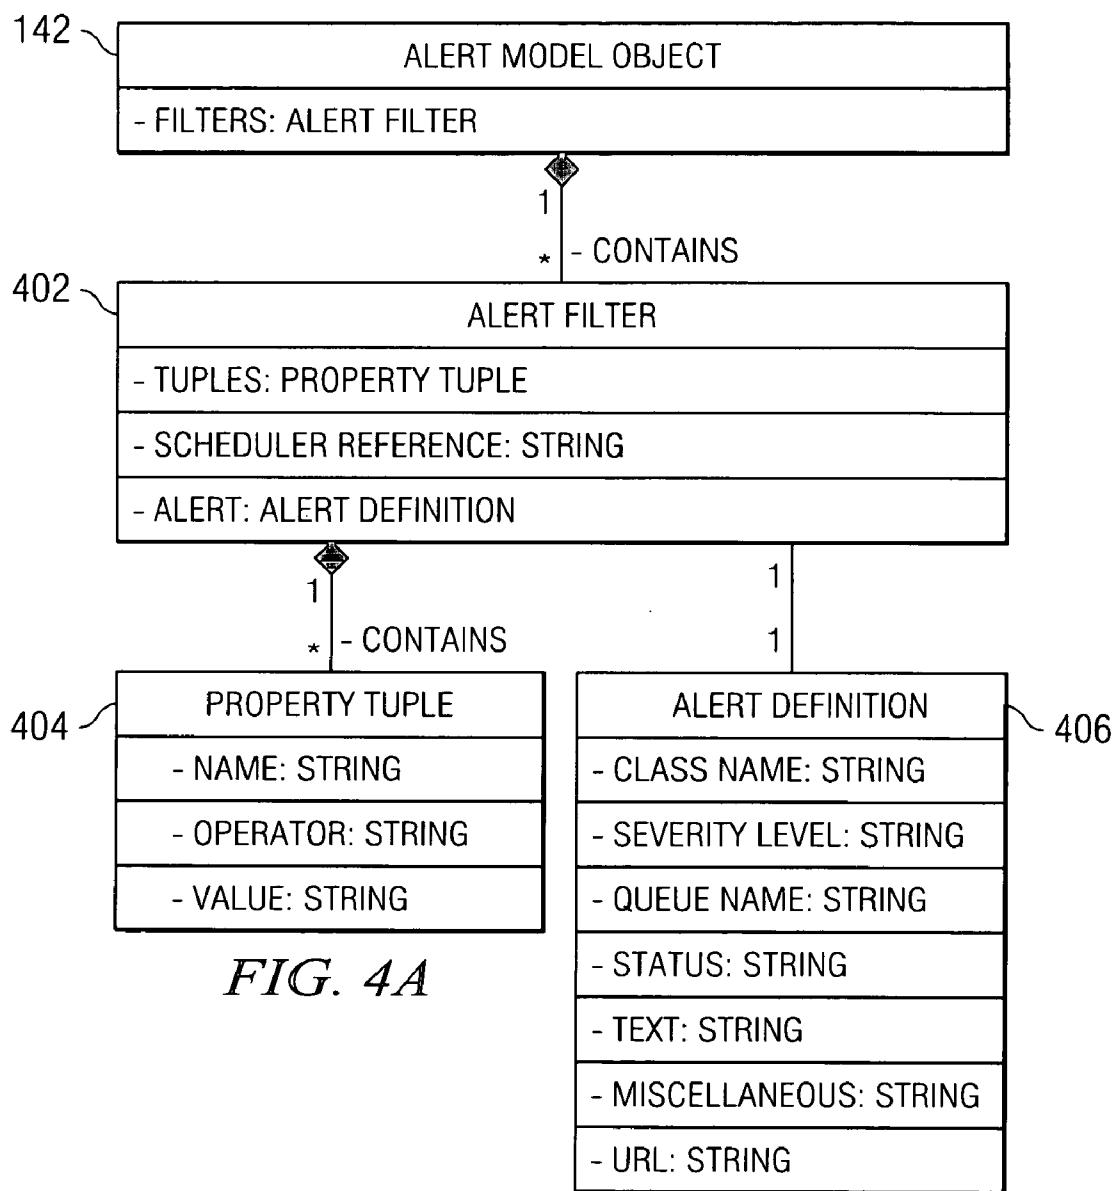 142
ALERT MODEL OBJECT
- FILTERS: ALERT FILTER
1
* - CONTAINS
402
ALERT FILTER
- TUPLES: PROPERTY TUPLE
- SCHEDULER REFERENCE: STRING
- ALERT: ALERT DEFINITION
1
* - CONTAINS
1
1
404
PROPERTY TUPLE
- NAME: STRING
- OPERATOR: STRING
- VALUE: STRING
406
ALERT DEFINITION
- CLASS NAME: STRING
- SEVERITY LEVEL: STRING
- QUEUE NAME: STRING
- STATUS: STRING
- TEXT: STRING
- MISCELLANEOUS: STRING
- URL: STRING
FIG. 4A